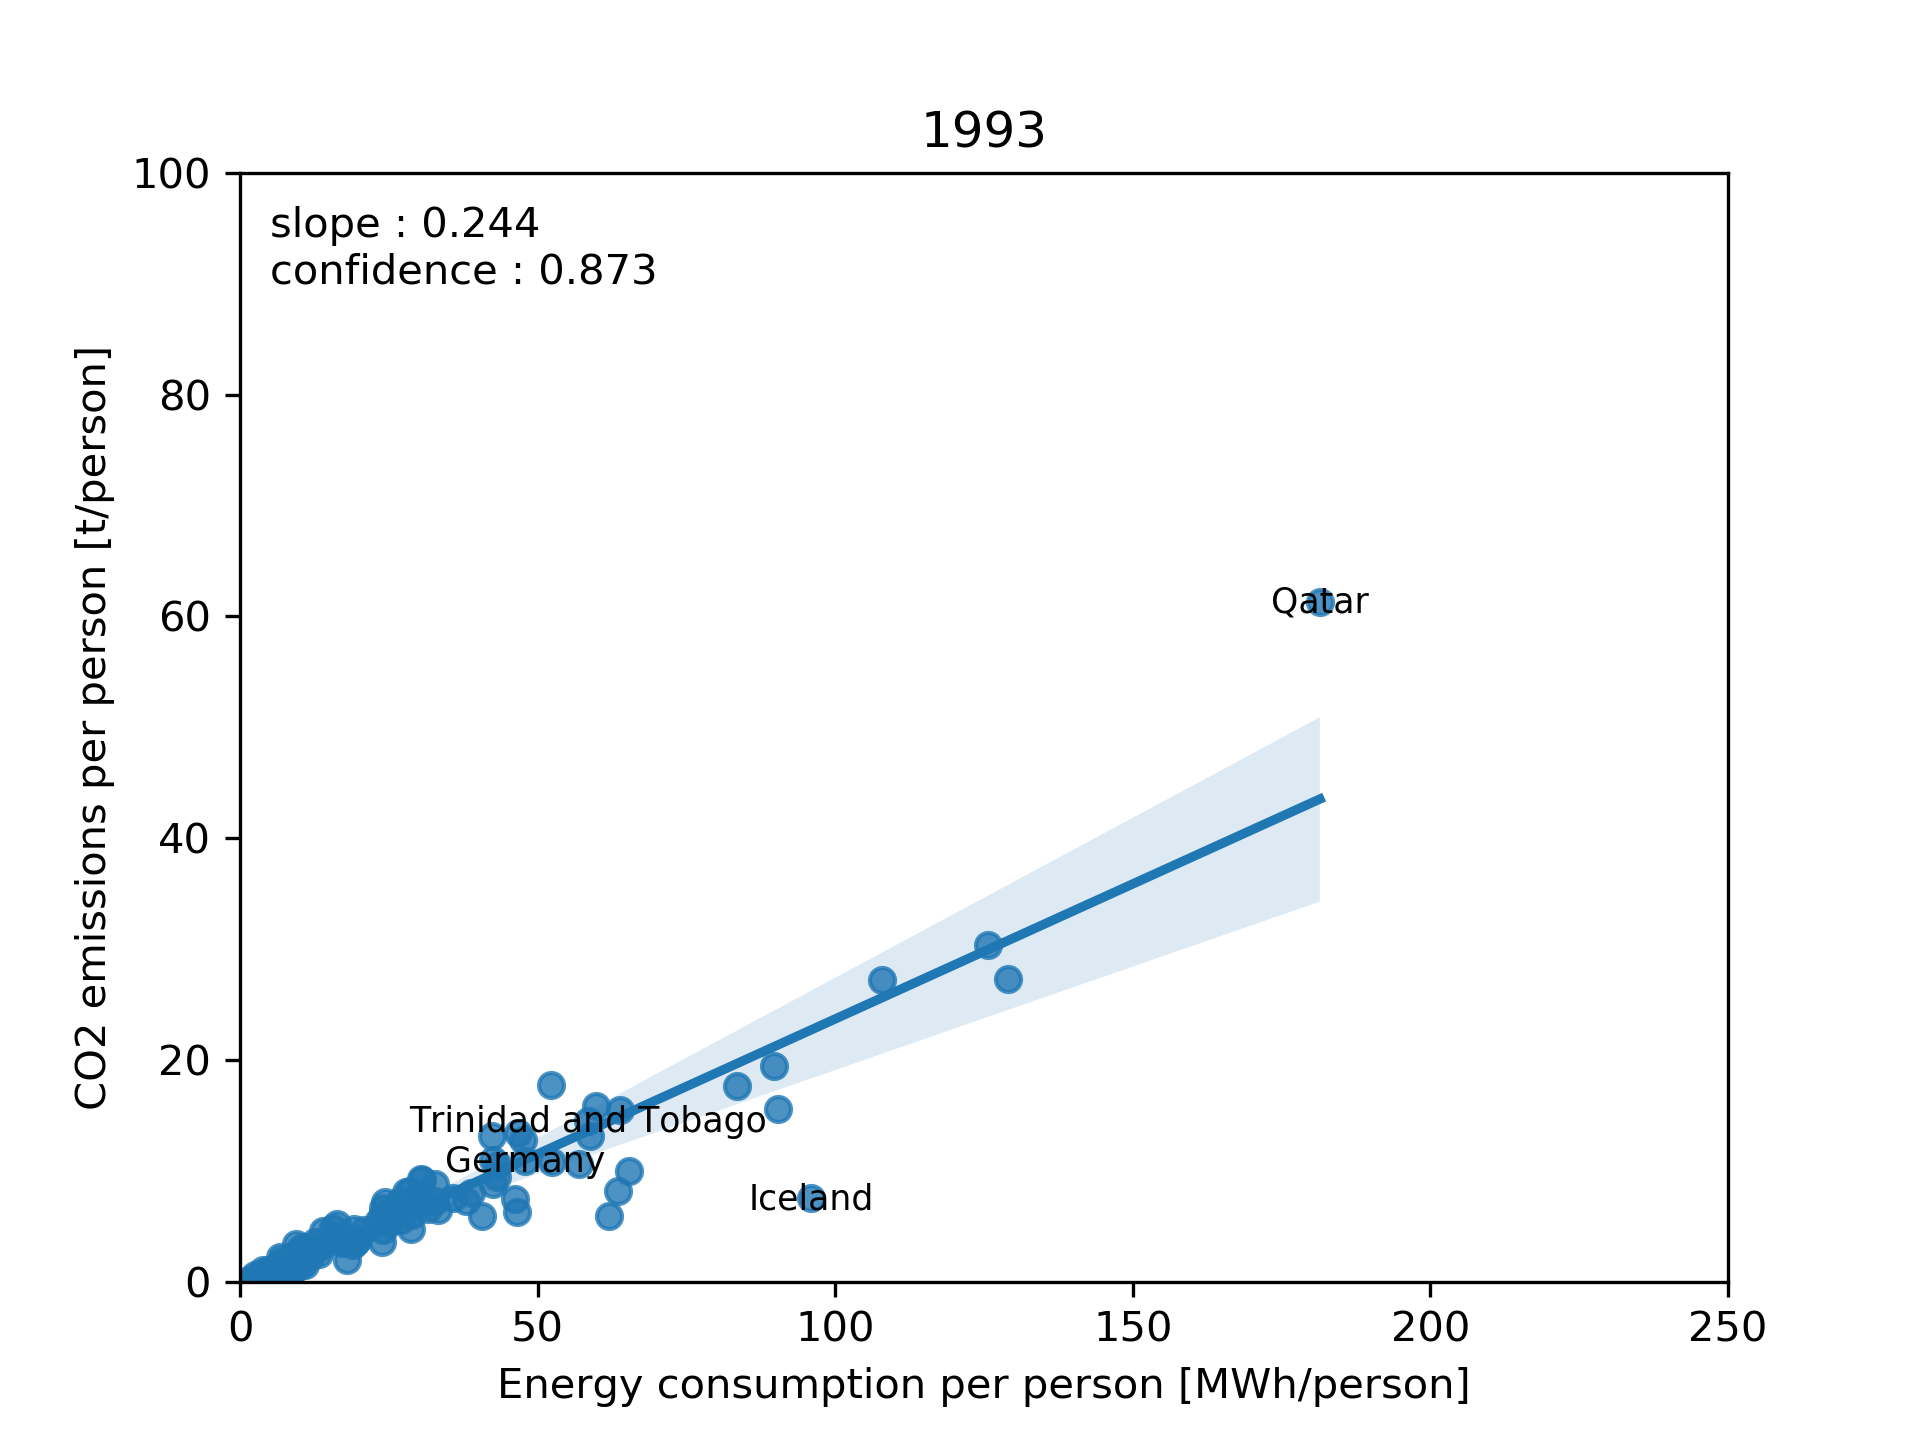 1993
100
slope : 0.244
confidence : 0.873
80
60
40
20
0
CO2 emissions per person [t/person]
Qatar
Trinidad and Tobago
Germany
Iceland
0 50 100 150 200 250
Energy consumption per person [MWh/person]